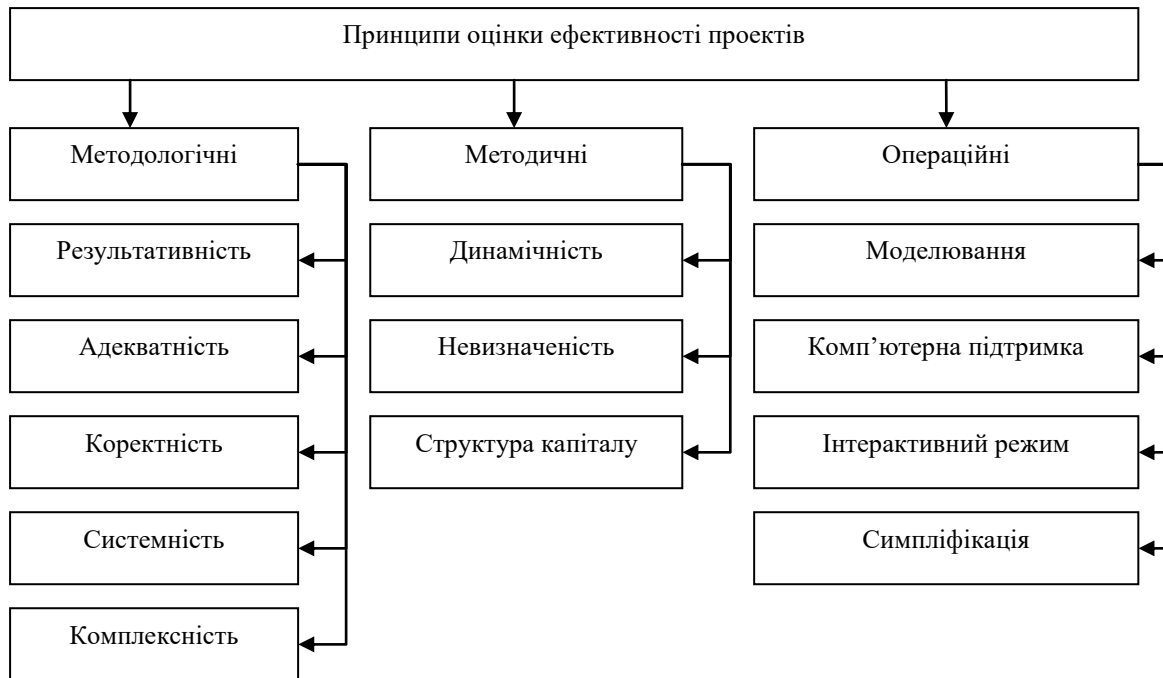 Принципи оцінки ефективності проектів
Методологічні
Методичні
Операційні
Результативність
Динамічність
Моделювання
Адекватність
Невизначеність
Комп’ютерна підтримка
Коректність
Структура капіталу
Інтерактивний режим
Системність
Симпліфікація
Комплексність